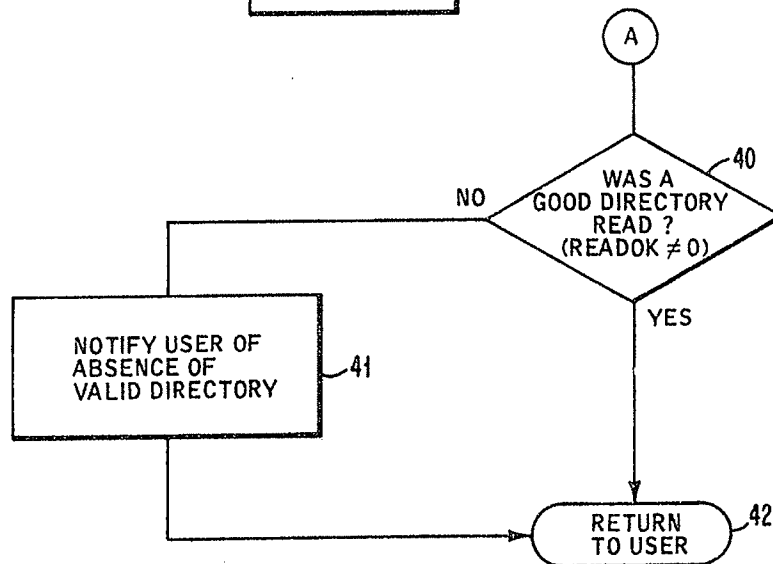 A
40
WAS A
GOOD DIRECTORY
READ ?
(READOK ≠ 0)
NO
YES
NOTIFY USER OF
ABSENCE OF
VALID DIRECTORY
41
RETURN
TO USER
42